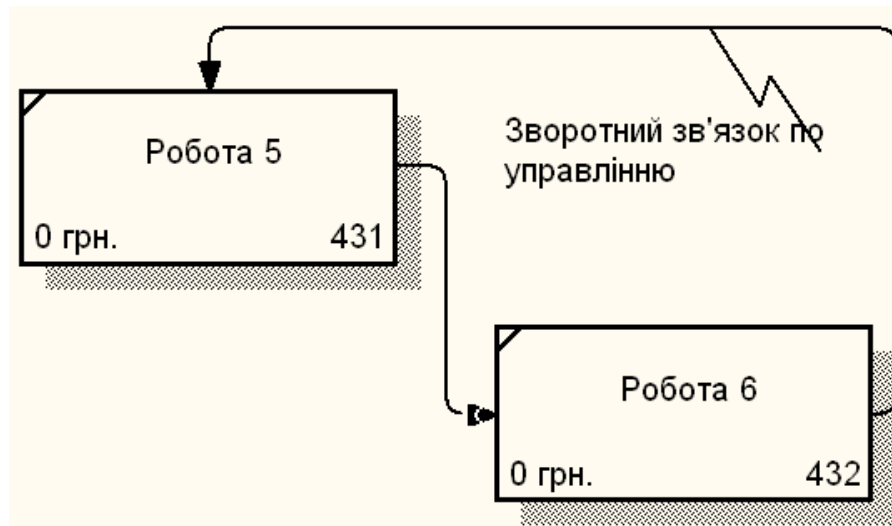 Робота 5
0 грн. 431
Зворотний зв'язок по
управлінню
Робота 6
0 грн. 432